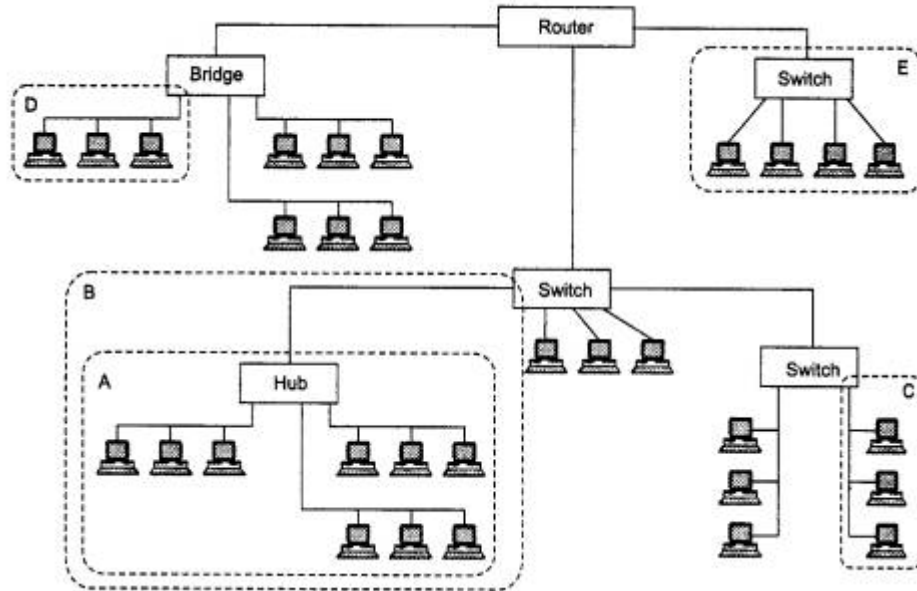 Router
Bridge
Switch
E
D
B
Switch
A
Hub
Switch
C